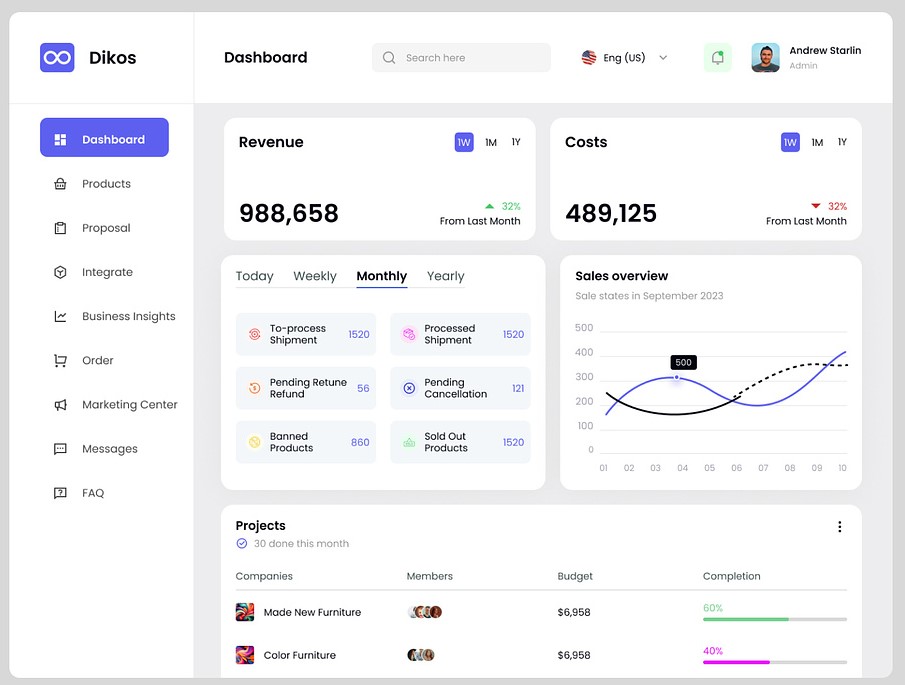 Dikos
Dashboard
Search here
Eng (US)
Andrew Starlin
Admin
Dashboard
Products
Proposal
Integrate
Business Insights
Order
Marketing Center
Messages
FAQ
Revenue
1W 1M 1Y
988,658
32%
From Last Month
Costs
1W 1M 1Y
489,125
32%
From Last Month
Today Weekly Monthly Yearly
To-process
Shipment
1520
Processed
Shipment
1520
Pending Retune
Refund
56
Pending
Cancellation
121
Banned
Products
860
Sold Out
Products
1520
Sales overview
Sale states in September 2023
500
400
300
200
100
0
500
01 02 03 04 05 06 07 08 09 10
Projects
30 done this month
Companies Members Budget Completion
Made New Furniture $6,958 60%
Color Furniture $6,958 40%